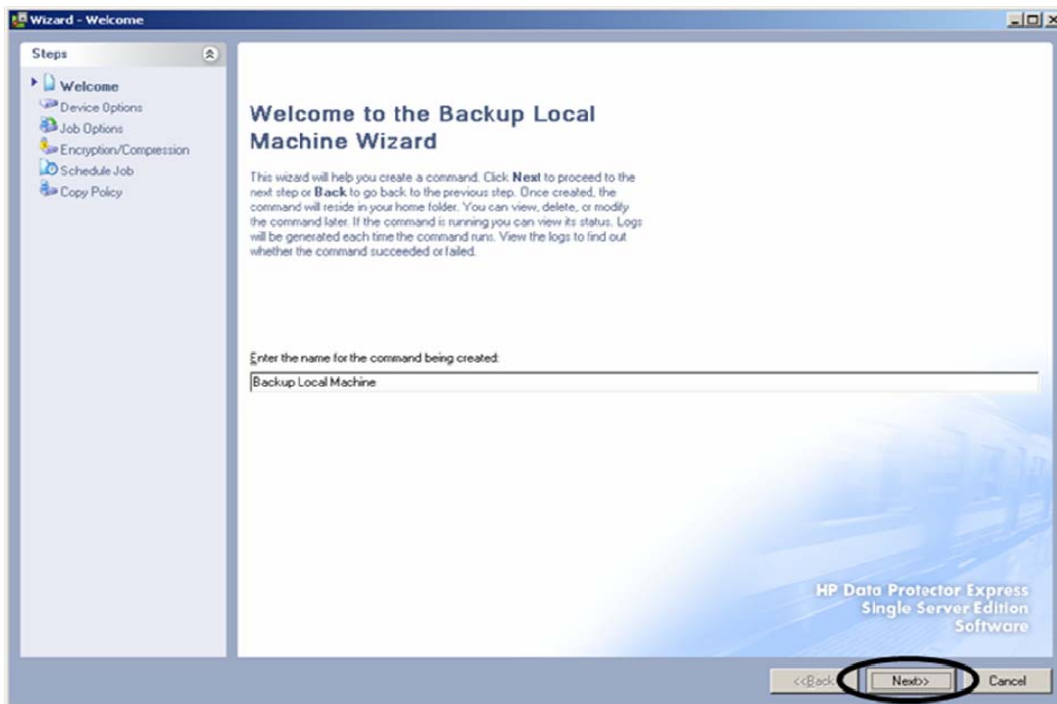 Wizard - Welcome
Steps
Welcome
Device Options
Job Options
Encryption/Compression
Schedule Job
Copy Policy
Welcome to the Backup Local
Machine Wizard
This wizard will help you create a command. Click Next to proceed to the
next step or Back to go back to the previous step. Once created, the
command will reside in your home folder. You can view, delete, or modify
the command later. If the command is running you can view its status. Logs
will be generated each time the command runs. View the logs to find out
whether the command succeeded or failed.
Enter the name for the command being created:
Backup Local Machine
HP Data Protector Express
Single Server Edition
Software
<<Back
Next>>
Cancel